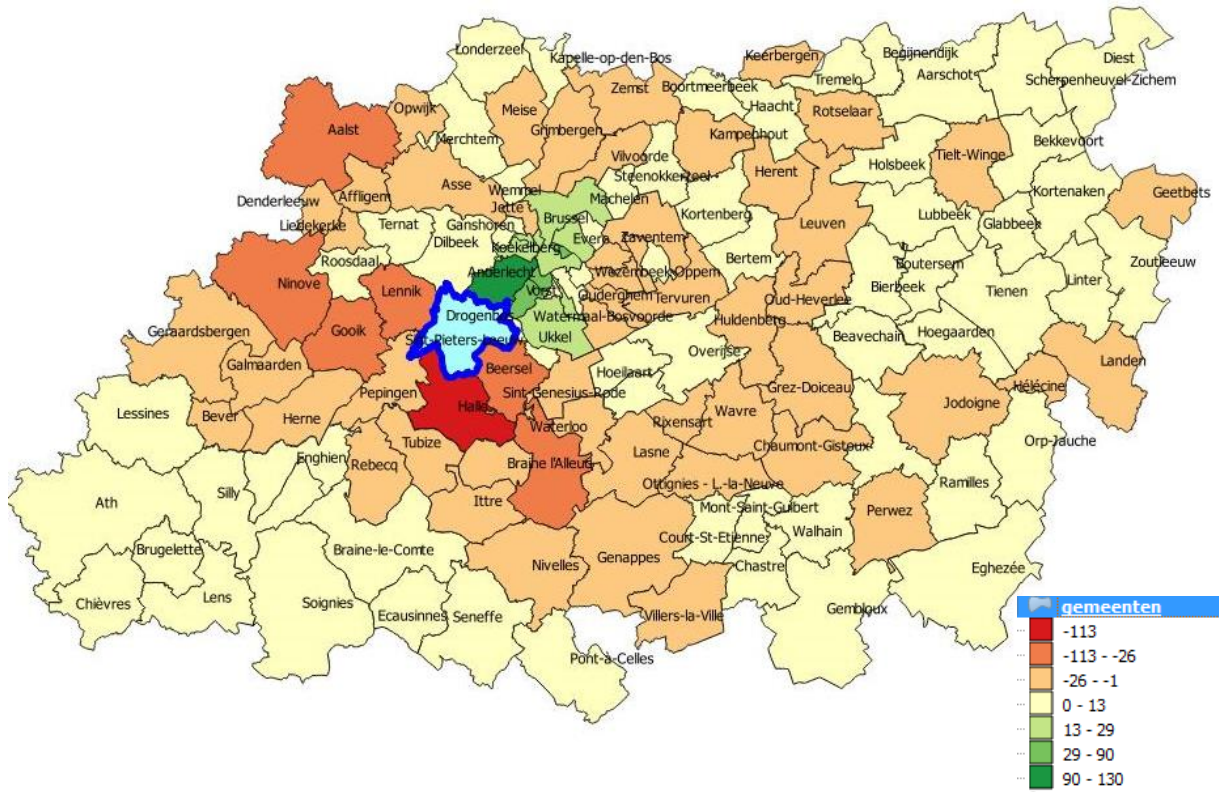 Londerzeel
Kapelle-op-den-Bos
Keerbergen
Begijnendijk
Diest
Aarschot
Tremelo
Scherpenheuvel-Zichem
Zemst
Boortmeerbeek
Haacht
Opwijk
Meise
Rotselaar
Aalst
Grimbergen
Merchtem
Kampenhout
Bekkevoort
Vilvoorde
Tielt-Winge
Holsbeek
Herent
Steenokkerzeel
Asse
Wemmel
Kortenaken
Geetbets
Affligem
Denderleeuw
Machelen
Jette
Brussel
Kortenberg
Lubbeek
Glabbeek
Liedekerke
Ternat
Ganshoren
Leuven
Evere
Zaventem
Dilbeek
Koekelberg
Bertem
Boutersem
Zoutleeuw
Roosdaal
Anderlecht
Wezembeek-Oppem
Linter
Ninove
Lennik
Vorst
Bierbeek
Tienen
Ouderghem
Tervuren
Oud-Heverlee
Drogenbos
Watermaal-Bosvoorde
Huldenberg
Geraardsbergen
Gooik
Sint-Pieters-Leeuw
Ukkel
Beavechain
Hoegaarden
Overijse
Landen
Galmaarden
Beersel
Hoeilaart
Pepingen
Sint-Genesius-Rode
Grez-Doiceau
Hélécine
Jodoigne
Lessines
Halle
Bever
Herne
Wavre
Rixensart
Waterloo
Orp-Jauche
Tubize
Chaumont-Gistoux
Lasne
Enghien
Rebecq
Braine l'Alleud
Ottignies - L.-la-Neuve
Ramilles
Silly
Ath
Ittre
Mont-Saint-Guibert
Perwez
Walhain
Court-St-Etienne
Brugelette
Braine-le-Comte
Genappes
Nivelles
Chastre
Eghezée
Lens
Chièvres
Soignies
Ecausinnes
Seneffe
Villers-la-Ville
Gembloux
Pont-à-Celles
gemeenten
-113
-113 - -26
-26 - -1
0 - 13
13 - 29
29 - 90
90 - 130